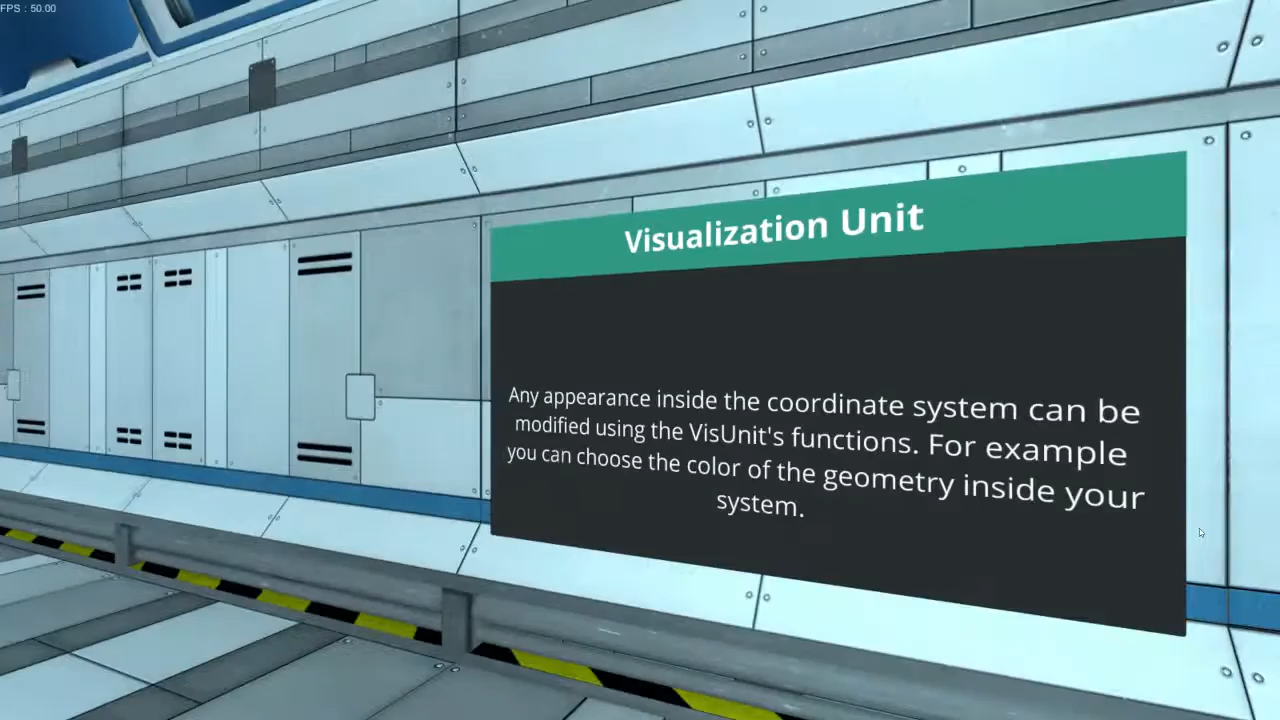 FPS : 50.00
Visualization Unit
Any appearance inside the coordinate system can be
modified using the VisUnit's functions. For example
you can choose the color of the geometry inside your
system.